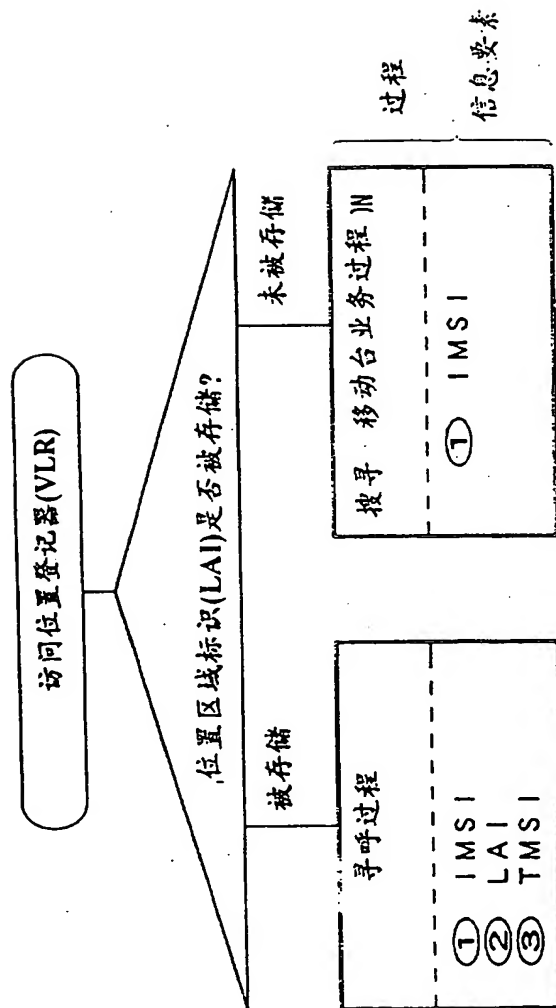 访问位置登记器(VLR)
位置区域标识(LAI)是否被存储?
被存储
未被存储
寻呼过程
① IMSI
② LAI
③ TMSI
搜寻·移动台业务过程)N
① IMSI
过程
信息要素